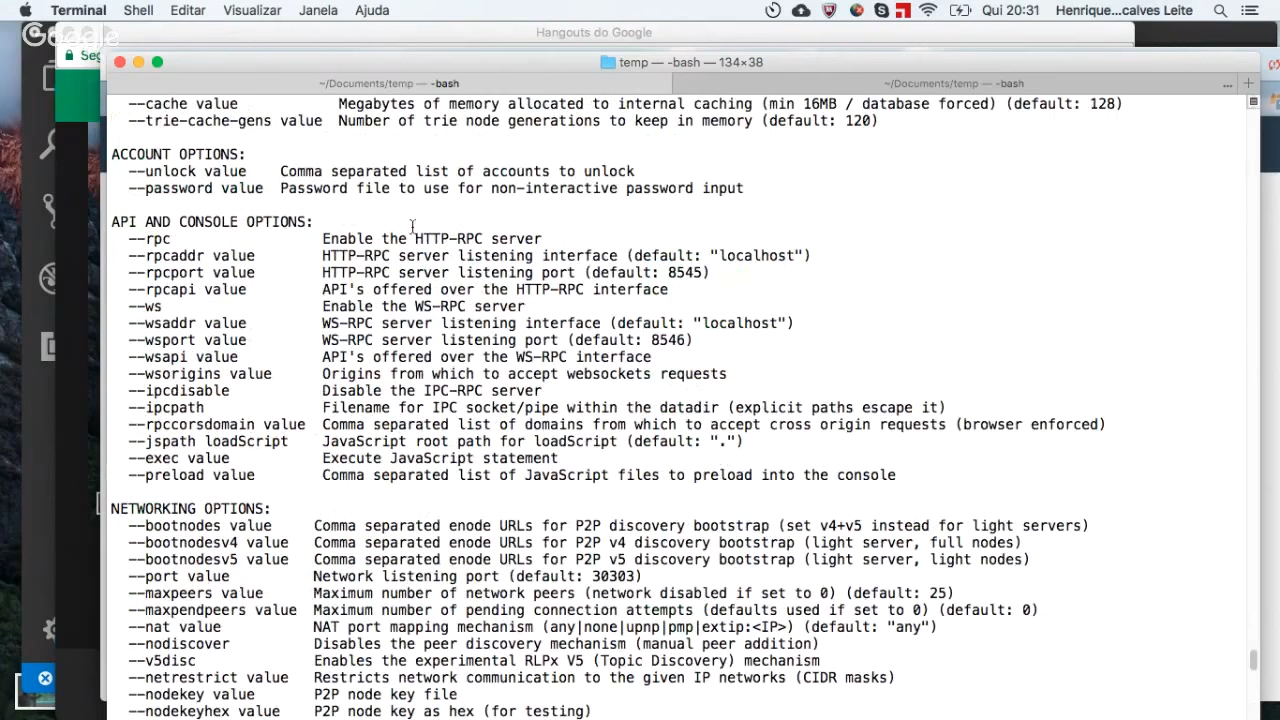 Terminal Shell Editar Visualizar Janela Ajuda Qui 20:31 Henrique...calves Leite
Google
Hangouts do Google
Seg
temp — -bash — 134×38
~/Documents/temp — -bash ~/Documents/temp — -bash ... +
--cache value Megabytes of memory allocated to internal caching (min 16MB / database forced) (default: 128)
--trie-cache-gens value Number of trie node generations to keep in memory (default: 120)
ACCOUNT OPTIONS:
--unlock value Comma separated list of accounts to unlock
--password value Password file to use for non-interactive password input
API AND CONSOLE OPTIONS:
--rpc Enable the HTTP-RPC server
--rpcaddr value HTTP-RPC server listening interface (default: "localhost")
--rpcport value HTTP-RPC server listening port (default: 8545)
--rpcapi value API's offered over the HTTP-RPC interface
--ws Enable the WS-RPC server
--wsaddr value WS-RPC server listening interface (default: "localhost")
--wsport value WS-RPC server listening port (default: 8546)
--wsapi value API's offered over the WS-RPC interface
--wsorigins value Origins from which to accept websockets requests
--ipcdisable Disable the IPC-RPC server
--ipcpath Filename for IPC socket/pipe within the datadir (explicit paths escape it)
--rpccorsdomain value Comma separated list of domains from which to accept cross origin requests (browser enforced)
--jspath loadScript JavaScript root path for loadScript (default: ".")
--exec value Execute JavaScript statement
--preload value Comma separated list of JavaScript files to preload into the console
NETWORKING OPTIONS:
--bootnodes value Comma separated enode URLs for P2P discovery bootstrap (set v4+v5 instead for light servers)
--bootnodesv4 value Comma separated enode URLs for P2P v4 discovery bootstrap (light server, full nodes)
--bootnodesv5 value Comma separated enode URLs for P2P v5 discovery bootstrap (light server, light nodes)
--port value Network listening port (default: 30303)
--maxpeers value Maximum number of network peers (network disabled if set to 0) (default: 25)
--maxpendpeers value Maximum number of pending connection attempts (defaults used if set to 0) (default: 0)
--nat value NAT port mapping mechanism (any|none|upnp|pmp|extip:<IP>) (default: "any")
--nodiscover Disables the peer discovery mechanism (manual peer addition)
--v5disc Enables the experimental RLPx V5 (Topic Discovery) mechanism
--netrestrict value Restricts network communication to the given IP networks (CIDR masks)
--nodekey value P2P node key file
--nodekeyhex value P2P node key as hex (for testing)